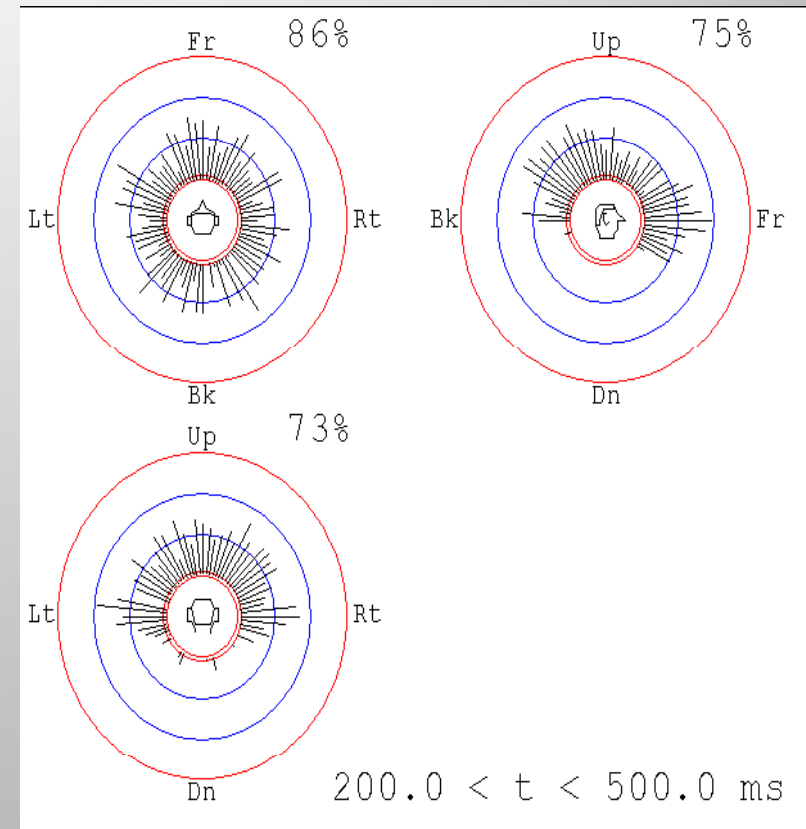 Fr 86%
Up 75%
Lt Rt
Bk Fr
Bk
Dn
Up 73%
Lt Rt
Dn
200.0 < t < 500.0 ms